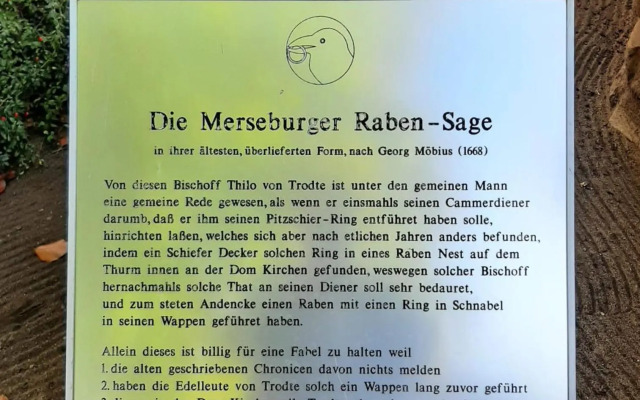 Die Merseburger Raben-Sage
in ihrer ältesten, überlieferten Form, nach Georg Möbius (1668)
Von diesen Bischoff Thilo von Trodte ist unter den gemeinen Mann
eine gemeine Rede gewesen, als wenn er einsmahls seinen Cammerdiener
darumb, daß er ihm seinen Pitzschier-Ring entführet haben solle,
hinrichten laßen, welches sich aber nach etlichen Jahren anders befunden,
indem ein Schiefer Decker solchen Ring in eines Raben Nest auf dem
Thurm innen an der Dom Kirchen gefunden, weswegen solcher Bischoff
hernachmahls solche That an seinen Diener soll sehr bedauret,
und zum steten Andencke einen Raben mit einen Ring in Schnabel
in seinen Wappen geführet haben.
Allein dieses ist billig für eine Fabel zu halten weil
1. die alten geschriebenen Chronicen davon nichts melden
2. haben die Edelleute von Trodte solch ein Wappen lang zuvor geführt